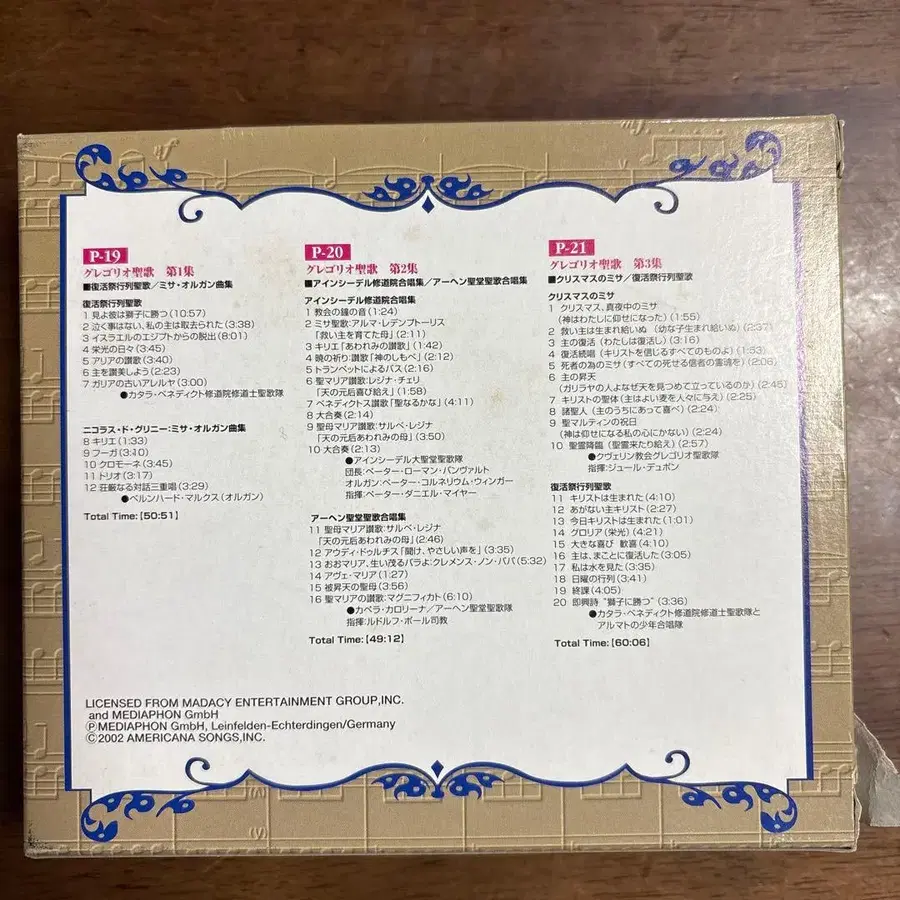 P-19
グレゴリオ聖歌 第1集
■復活祭行列聖歌/ミサ・オルガン曲集
復活祭行列聖歌
1 見よ彼は獅子に勝つ(10:57)
2 泣く事はない、私の主は取去られた(3:38)
3 イスラエルのエジプトからの脱出(8:01)
4 栄光の日々(3:45)
5 アリアの讃歌(3:40)
6 主を讃美しよう(2:23)
7 ガリアの古いアレルヤ(3:00)
●カタラ・ベネディクト修道院修道士聖歌隊
ニコラス・ド・グリニー:ミサ・オルガン曲集
8 キリエ(1:33)
9 フーガ(3:10)
10 クロモーネ(3:45)
11 トリオ(3:17)
12 荘厳なる対話三重唱(3:29)
●ベルンハード・マルクス(オルガン)
Total Time:[50:51]
P-20
グレゴリオ聖歌 第2集
■アインシーデル修道院合唱集/アーヘン聖堂聖歌合唱集
アインシーデル修道院合唱集
1 教会の鐘の音(1:24)
2 ミサ聖歌:アルマ・レデンプトーリス
「救い主を育てた母」(2:11)
3 キリエ「あわれみの讃歌」(1:42)
4 暁の祈り:讃歌「神のしもべ」(2:12)
5 トランペットによるバス(2:16)
6 聖マリア讃歌:レジナ・チェリ
「天の元后喜び給え」(1:58)
7 ベネディクトス讃歌「聖なるかな」(4:11)
8 大合奏(2:14)
9 聖母マリア讃歌:サルベ・レジナ
「天の元后あわれみの母」(3:50)
10 大合奏(2:13)
●アインシーデル大聖堂聖歌隊
団長:ペーター・ローマン・バンヴァルト
オルガン:ペーター・コルネリウム・ウィンガー
指揮:ペーター・ダニエル・マイヤー
アーヘン聖堂聖歌合唱集
11 聖母マリア讃歌:サルベ・レジナ
「天の元后あわれみの母」(2:46)
12 アウディ・ドゥルチス「聞け、やさしい声を」(3:35)
13 おおマリア、生い茂るバラよ:クレメンス・ノン・パパ(5:32)
14 アヴェ・マリア(1:27)
15 被昇天の聖母(3:56)
16 聖マリアの讃歌:マグニフィカト(6:10)
●カペラ・カロリーナ/アーヘン聖堂聖歌隊
指揮:ルドルフ・ポール司教
Total Time:[49:12]
P-21
グレゴリオ聖歌 第3集
■クリスマスのミサ/復活祭行列聖歌
クリスマスのミサ
1 クリスマス、真夜中のミサ
(神はわたしに仰せになった)(1:55)
2 救い主は生まれ給いぬ (幼な子生まれ給いぬ)(2:37)
3 主の復活 (わたしは復活し)(3:16)
4 復活続唱 (キリストを信じるすべてのものよ)(1:53)
5 死者の為のミサ(すべての死せる信者の霊魂を)(2:06)
6 主の昇天
(ガリラヤの人よなぜ天を見つめて立っているのか)(2:45)
7 キリストの聖体(主はよい麦を人々に与え)(2:25)
8 諸聖人 (主のうちにあって喜べ)(2:24)
9 聖マルティンの祝日
(神は仰せになる私の心にかない)(2:24)
10 聖霊降臨 (聖霊来たり給え)(2:57)
●クヴェリン教会グレゴリオ聖歌隊
指揮:ジュール・デュポン
復活祭行列聖歌
11 キリストは生まれた(4:10)
12 あがない主キリスト(2:27)
13 今日キリストは生まれた(1:01)
14 グロリア(栄光)(4:21)
15 大きな喜び 歓喜(4:10)
16 主は、まことに復活した(3:05)
17 私は水を見た(3:35)
18 日曜の行列(3:41)
19 終課(4:05)
20 即興詩 "獅子に勝つ"(3:36)
●カタラ・ベネディクト修道院修道士聖歌隊と
アルマトの少年合唱隊
Total Time:[60:06]
LICENSED FROM MADACY ENTERTAINMENT GROUP,INC.
and MEDIAPHON GmbH
ⓅMEDIAPHON GmbH, Leinfelden-Echterdingen/Germany
©2002 AMERICANA SONGS,INC.